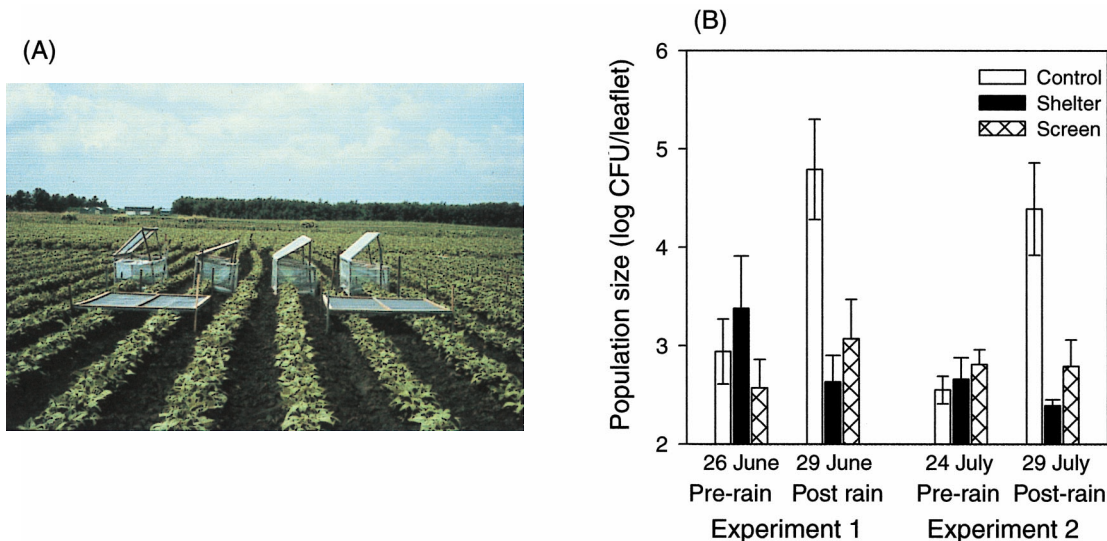 (A)
(B)
Population size (log CFU/leaflet)
6
5
4
3
2
Control
Shelter
Screen
26 June 29 June 24 July 29 July
Pre-rain Post rain Pre-rain Post-rain
Experiment 1 Experiment 2